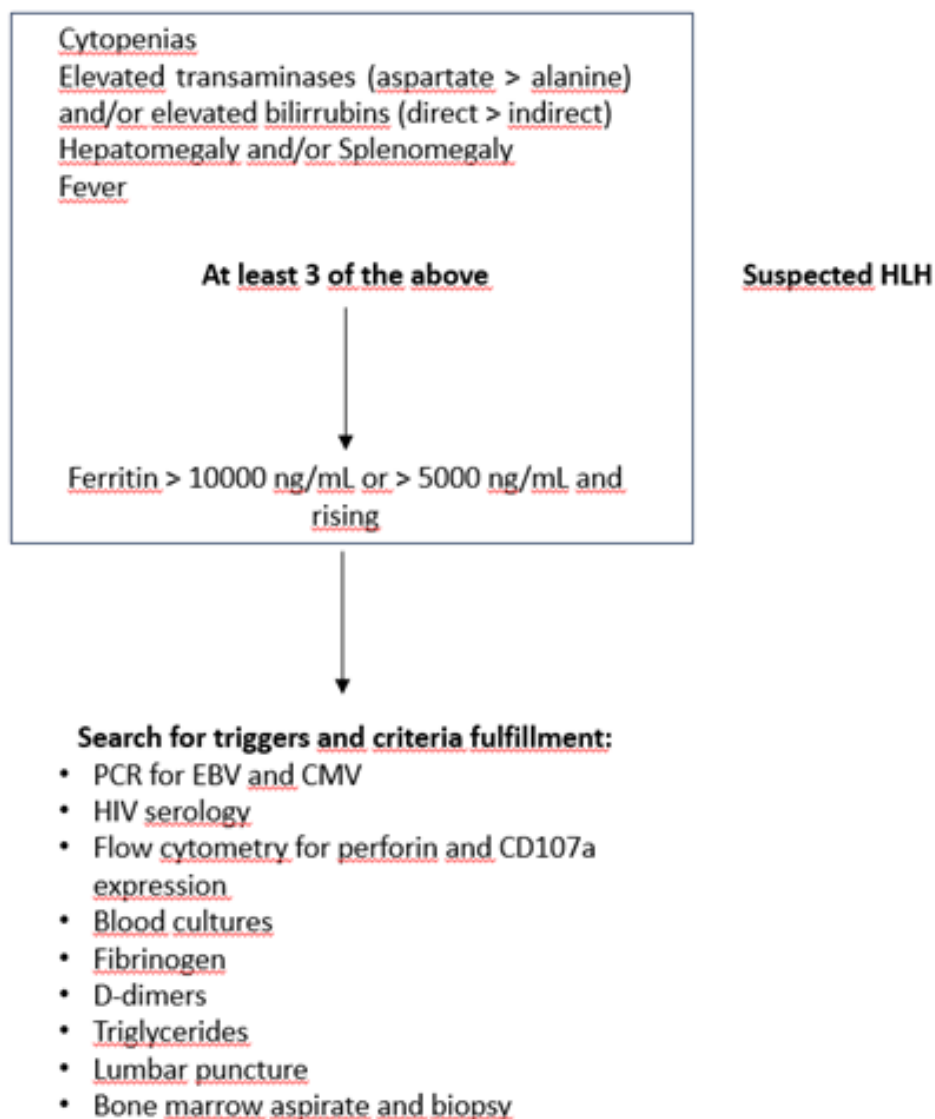 Cytopenias
Elevated transaminases (aspartate > alanine)
and/or elevated bilirrubins (direct > indirect)
Hepatomegaly and/or Splenomegaly
Fever
At least 3 of the above
Suspected HLH
Ferritin > 10000 ng/mL or > 5000 ng/mL and
rising
Search for triggers and criteria fulfillment:
• PCR for EBV and CMV
• HIV serology
• Flow cytometry for perforin and CD107a
expression
• Blood cultures
• Fibrinogen
• D-dimers
• Triglycerides
• Lumbar puncture
• Bone marrow aspirate and biopsy